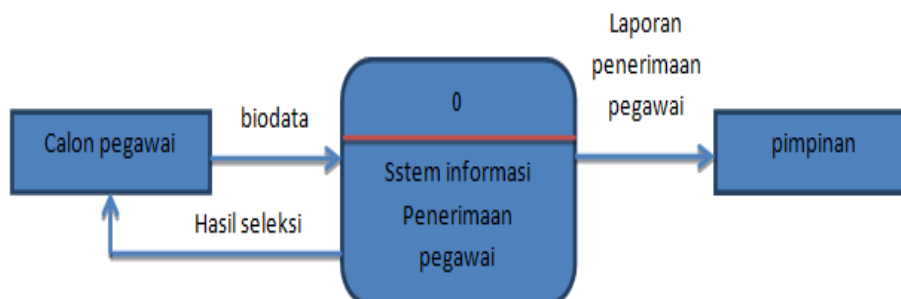 Calon pegawai
biodata
Hasil seleksi
0
Sstem informasi
Penerimaan
pegawai
Laporan
penerimaan
pegawai
pimpinan